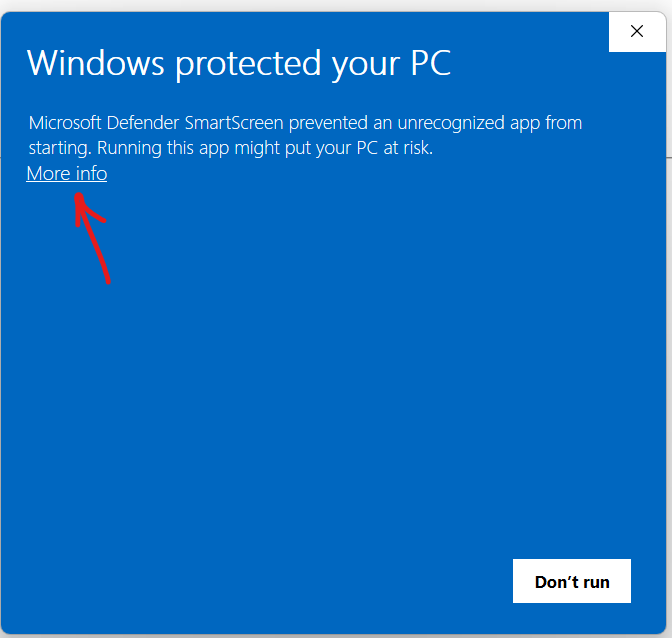 Windows protected your PC
Microsoft Defender SmartScreen prevented an unrecognized app from
starting. Running this app might put your PC at risk.
More info
Don't run